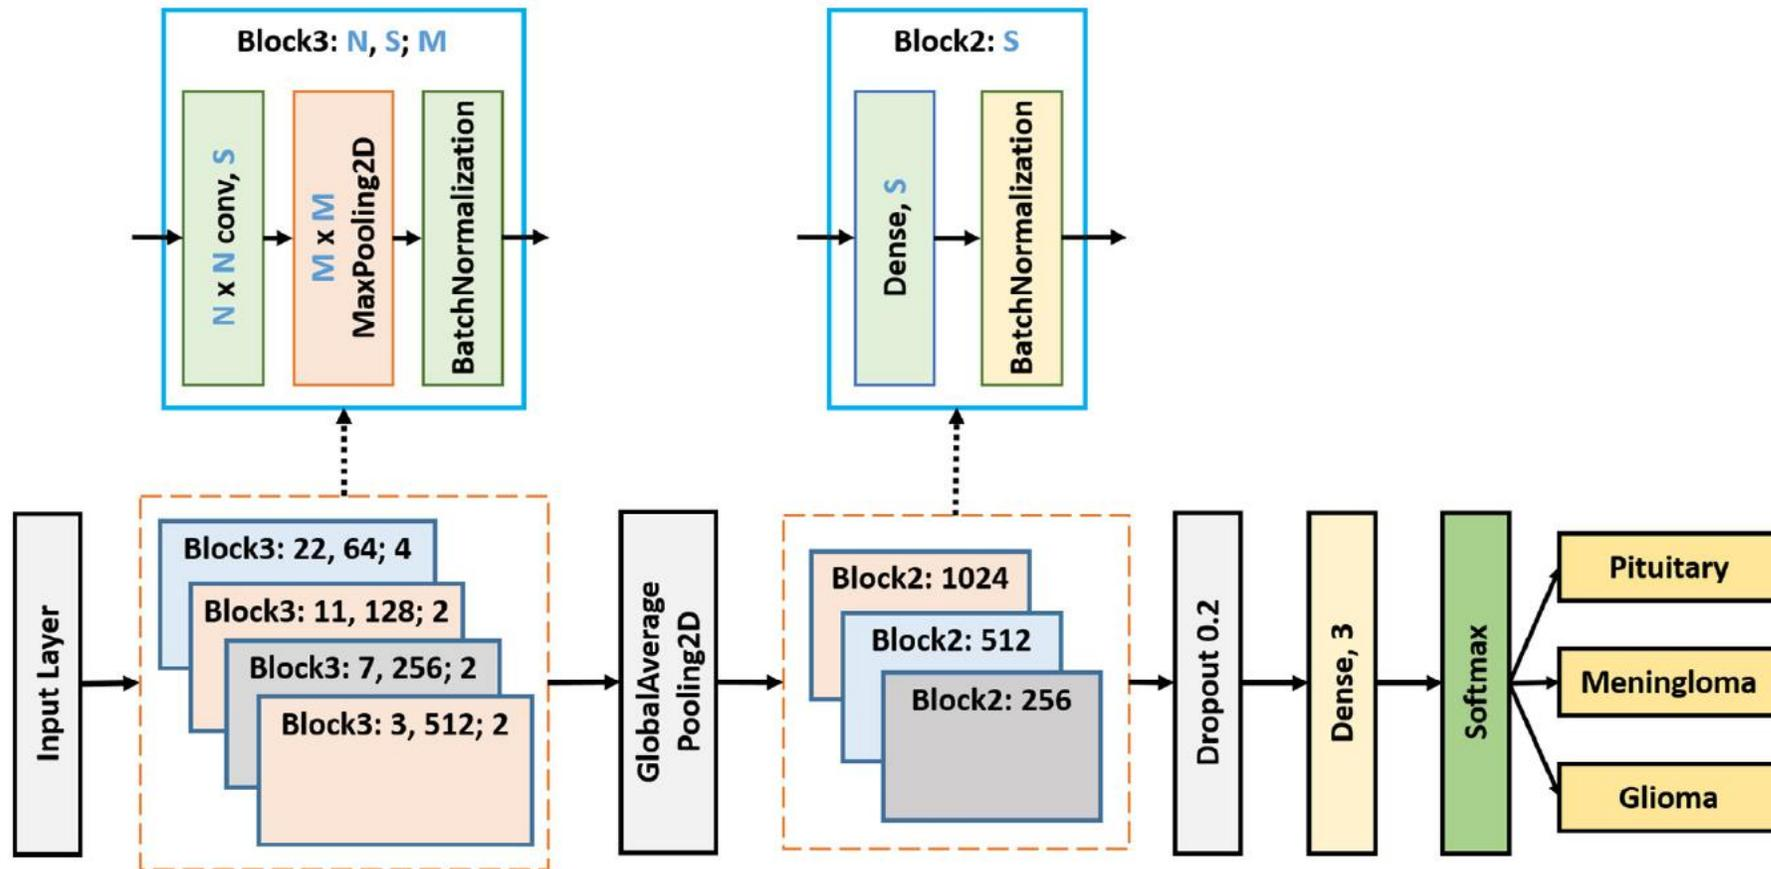 Block3: N, S; M
N x N conv, S
M x M
MaxPooling2D
BatchNormalization
Block2: S
Dense, S
BatchNormalization
Input Layer
Block3: 22, 64; 4
Block3: 11, 128; 2
Block3: 7, 256; 2
Block3: 3, 512; 2
GlobalAverage
Pooling2D
Block2: 1024
Block2: 512
Block2: 256
Dropout 0.2
Dense, 3
Softmax
Pituitary
Meningloma
Glioma